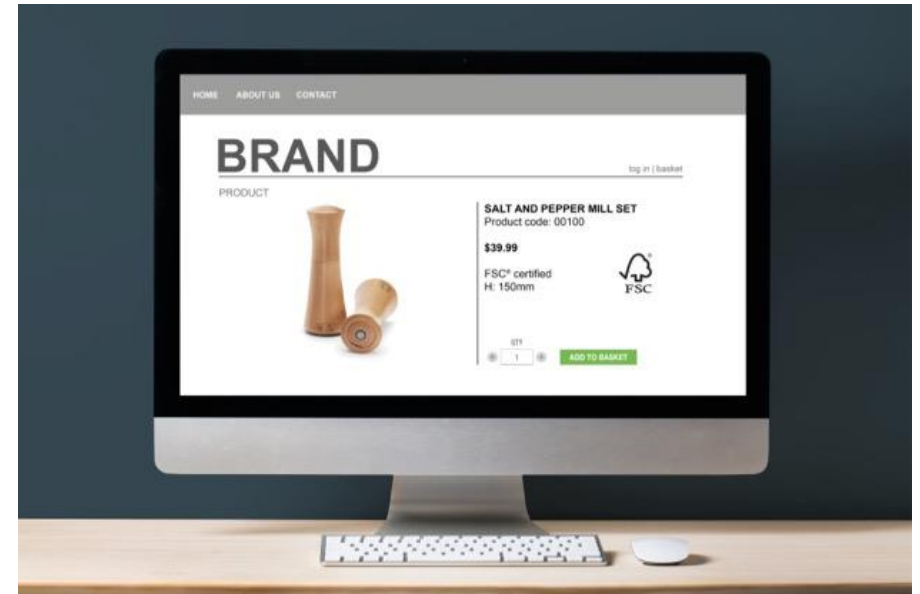 HOME ABOUT US CONTACT
BRAND
log in | basket
PRODUCT
SALT AND PEPPER MILL SET
Product code: 00100
$39.99
FSC® certified
H: 150mm
FSC
QTY
1
ADD TO BASKET